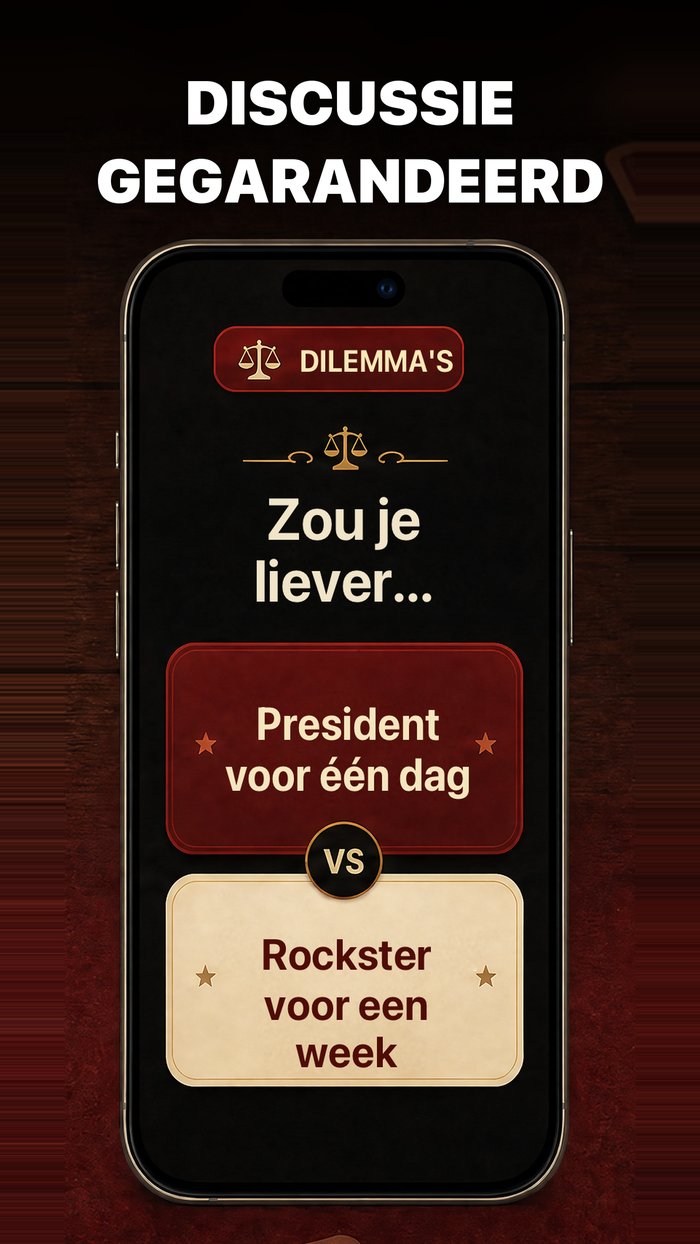 DISCUSSIE
GEGARANDEERD
DILEMMA'S
Zou je
liever...
President
voor één dag
VS
Rockster
voor een
week